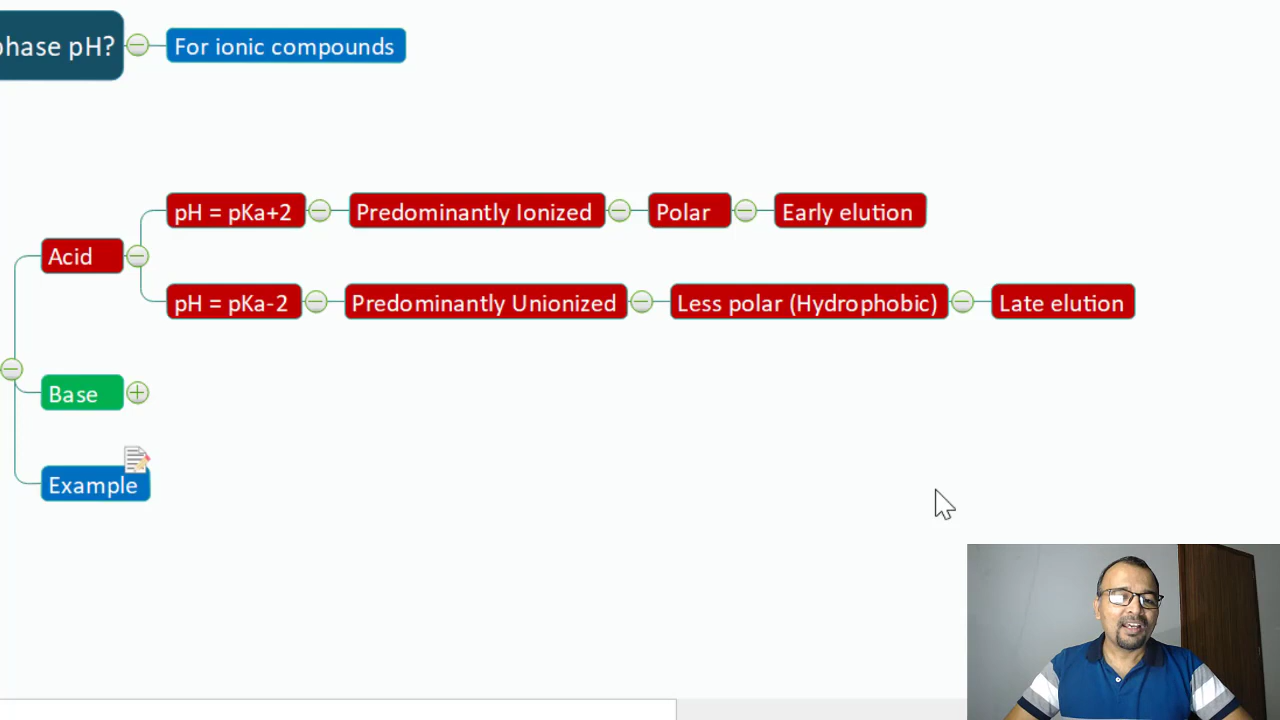 phase pH?
For ionic compounds
pH = pKa+2
Predominantly Ionized
Polar
Early elution
Acid
pH = pKa-2
Predominantly Unionized
Less polar (Hydrophobic)
Late elution
Base
Example